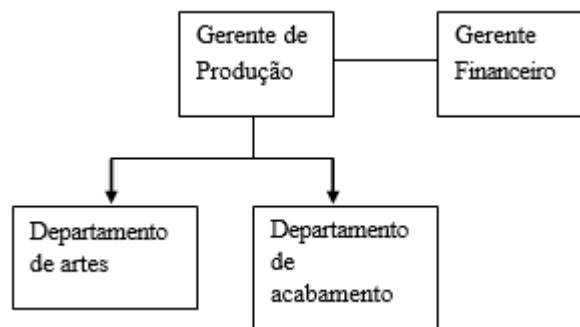 Gerente de
Produção
Gerente
Financeiro
Departamento
de artes
Departamento
de
acabamento